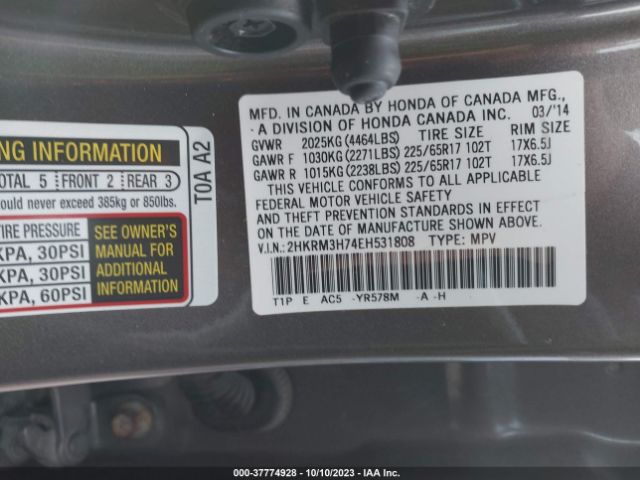 NG INFORMATION
TOTAL 5 FRONT 2 REAR 3
ould never exceed 385kg or 850lbs.
TIRE PRESSURE
KPA, 30PSI
KPA, 30PSI
KPA, 60PSI
SEE OWNER'S
MANUAL FOR
ADDITIONAL
INFORMATION
T0A A2
MFD. IN CANADA BY HONDA OF CANADA MFG.,
A DIVISION OF HONDA CANADA INC. 03/'14
GVWR 2025KG(4464LBS) TIRE SIZE RIM SIZE
GAWR F 1030KG(2271LBS) 225/65R17 102T 17X6.5J
GAWR R 1015KG(2238LBS) 225/65R17 102T 17X6.5J
THIS VEHICLE CONFORMS TO ALL APPLICABLE
FEDERAL MOTOR VEHICLE SAFETY
AND THEFT PREVENTION STANDARDS IN EFFECT
ON THE DATE OF MANUFACTURE SHOWN ABOVE.
V.I.N.: 2HKRM3H74EH531808 TYPE: MPV
T1P E AC5 -YR578M -A -H
00-37774928 - 10/10/2023 - IAA Inc.